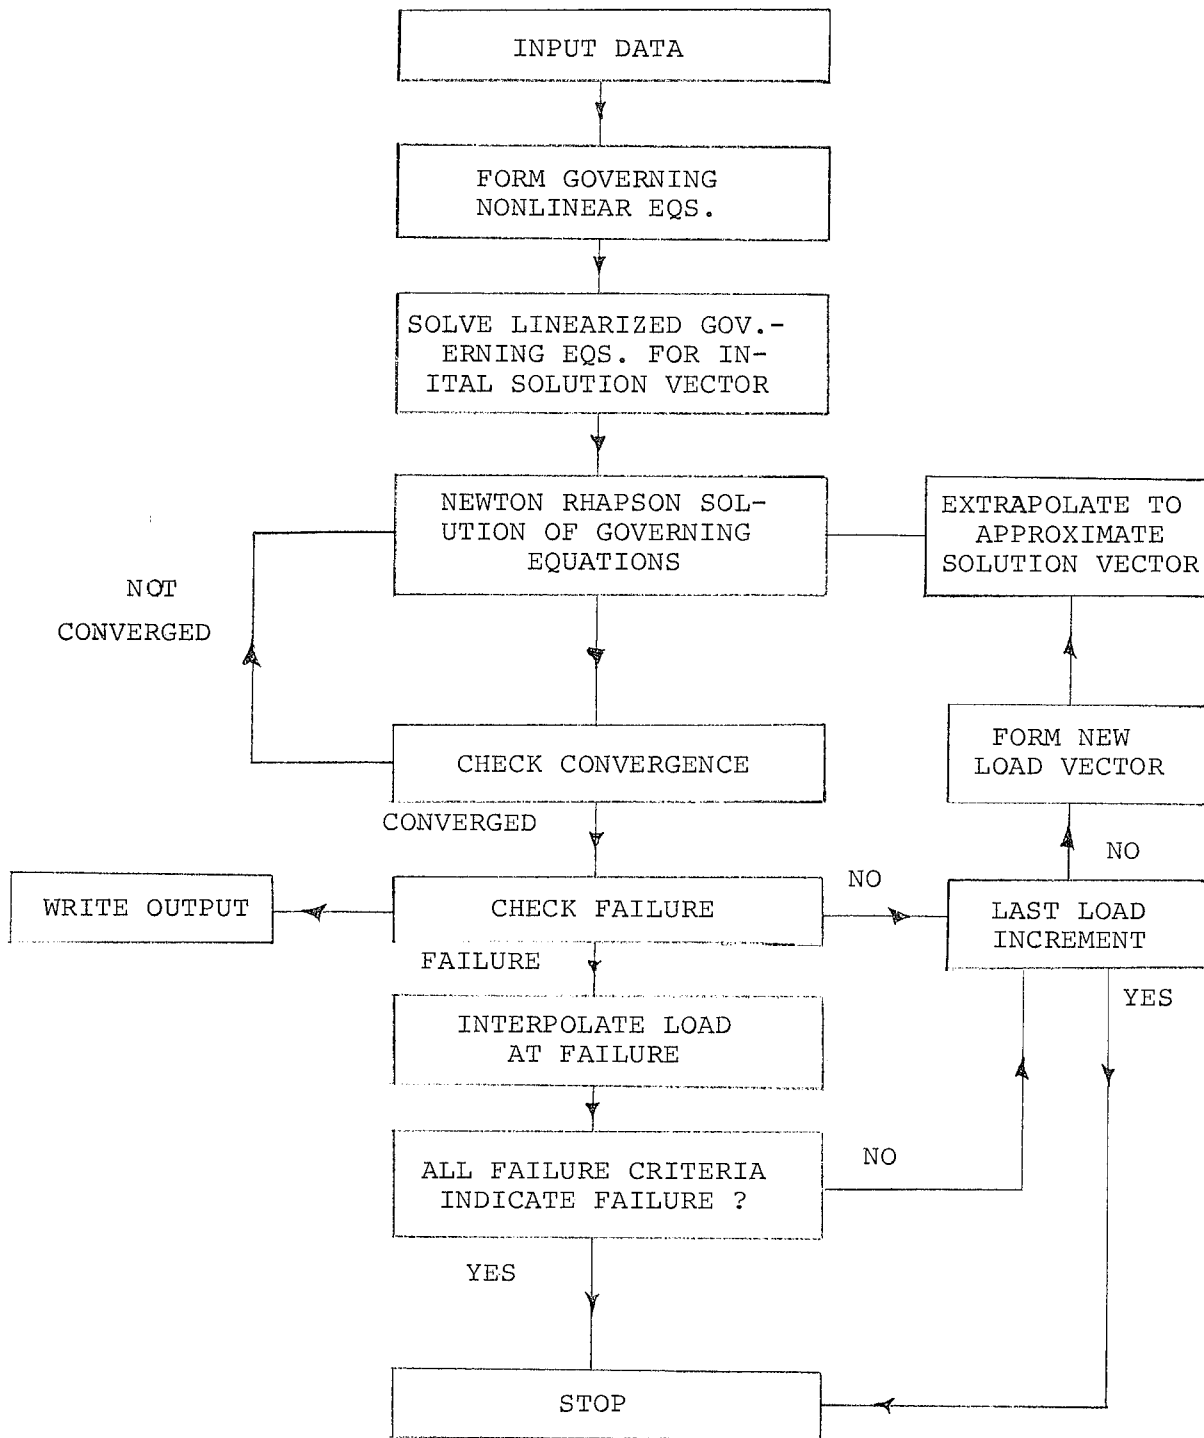 INPUT DATA
FORM GOVERNING
NONLINEAR EQS.
SOLVE LINEARIZED GOV.-
ERNING EQS. FOR IN-
ITAL SOLUTION VECTOR
NEWTON RHAPSON SOL-
UTION OF GOVERNING
EQUATIONS
EXTRAPOLATE TO
APPROXIMATE
SOLUTION VECTOR
NOT
CONVERGED
CHECK CONVERGENCE
FORM NEW
LOAD VECTOR
CONVERGED
NO
WRITE OUTPUT
CHECK FAILURE
NO
LAST LOAD
INCREMENT
FAILURE
YES
INTERPOLATE LOAD
AT FAILURE
ALL FAILURE CRITERIA
INDICATE FAILURE ?
NO
YES
STOP